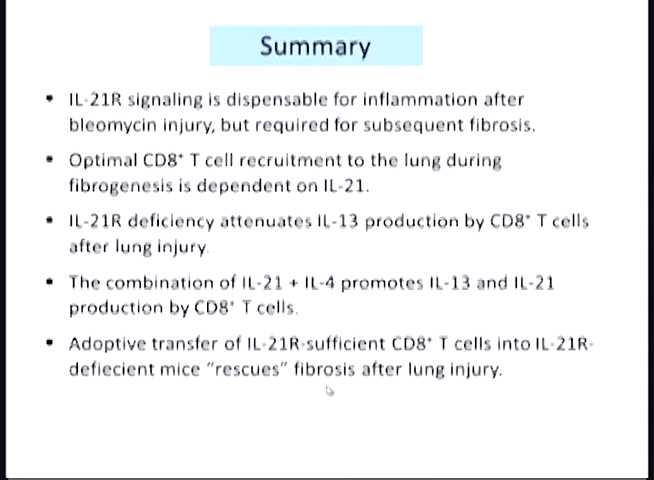 Summary
• IL-21R signaling is dispensable for inflammation after
bleomycin injury, but required for subsequent fibrosis.
• Optimal CD8⁺ T cell recruitment to the lung during
fibrogenesis is dependent on IL-21.
• IL-21R deficiency attenuates IL-13 production by CD8⁺ T cells
after lung injury.
• The combination of IL-21 + IL-4 promotes IL-13 and IL-21
production by CD8⁺ T cells.
• Adoptive transfer of IL-21R-sufficient CD8⁺ T cells into IL-21R-
defiecient mice "rescues" fibrosis after lung injury.